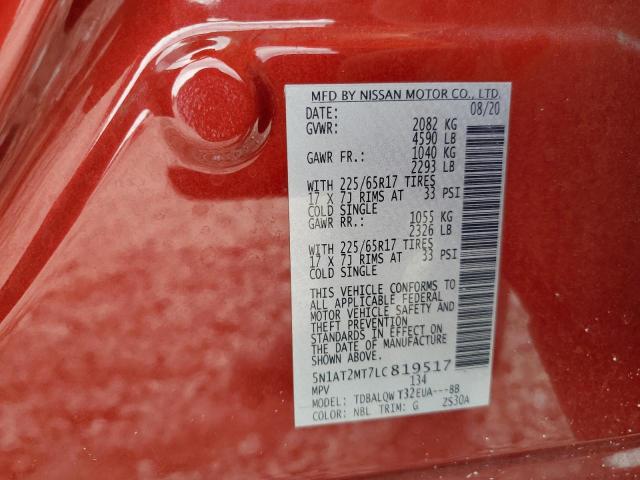 MFD BY NISSAN MOTOR CO., LTD.
DATE: 08/20
GVWR: 2082 KG
4590 LB
GAWR FR.: 1040 KG
2293 LB
WITH 225/65R17 TIRES
17 X 7J RIMS AT 33 PSI
COLD SINGLE
GAWR RR.: 1055 KG
2326 LB
WITH 225/65R17 TIRES
17 X 7J RIMS AT 33 PSI
COLD SINGLE
THIS VEHICLE CONFORMS TO
ALL APPLICABLE FEDERAL
MOTOR VEHICLE SAFETY AND
THEFT PREVENTION
STANDARDS IN EFFECT ON
THE DATE OF MANUFACTURE
SHOWN ABOVE.
5N1AT2MT7LC819517
MPV 134
MODEL: TDBALQW T32EUA---BB
COLOR: NBL TRIM: G ZS30A